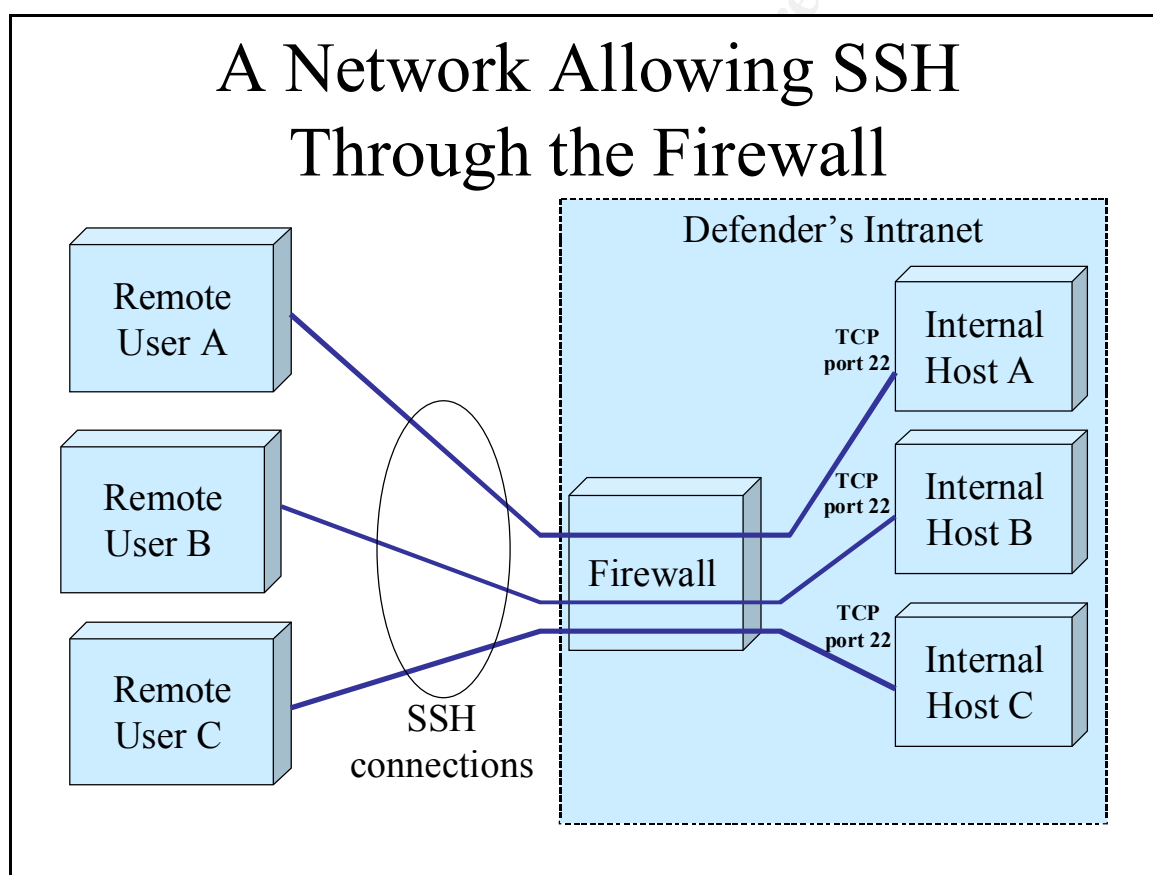 A Network Allowing SSH
Through the Firewall
Defender's Intranet
Remote
User A
Remote
User B
Remote
User C
SSH
connections
Firewall
TCP
port 22
Internal
Host A
TCP
port 22
Internal
Host B
TCP
port 22
Internal
Host C